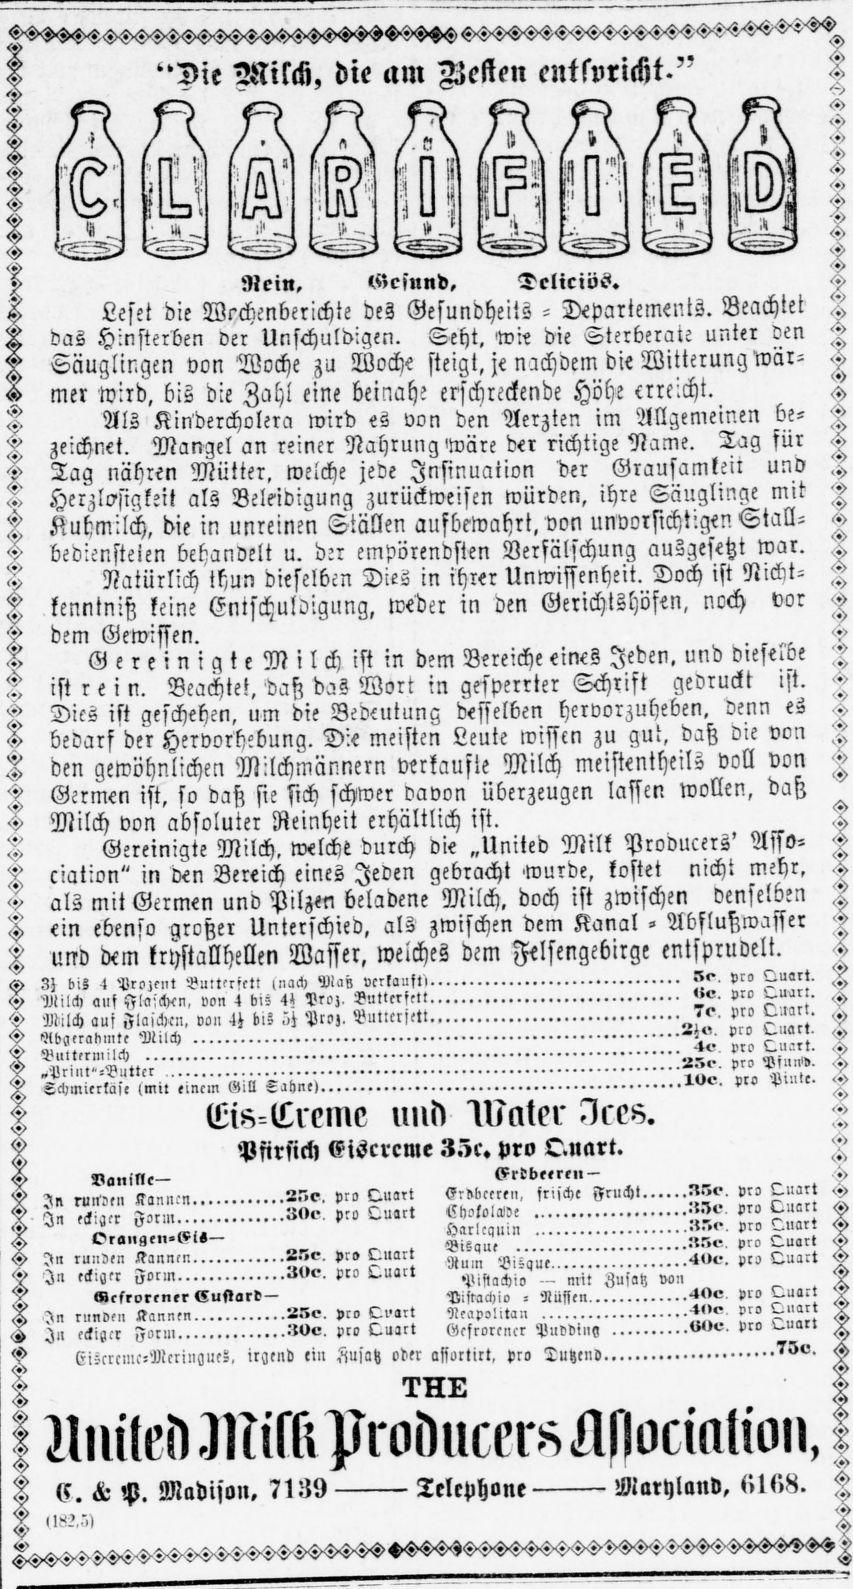 “Die Milch, die am Besten entspricht.”
CLARIFIED
Rein, Gesund, Deliciös.
Leset die Wochenberichte des Gesundheits - Departements. Beachtet
das Hinsterben der Unschuldigen. Seht, wie die Sterberate unter den
Säuglingen von Woche zu Woche steigt, je nachdem die Witterung wär-
mer wird, bis die Zahl eine beinahe erschreckende Höhe erreicht.
Als Kindercholera wird es von den Aerzten im Allgemeinen be-
zeichnet. Mangel an reiner Nahrung wäre der richtige Name. Tag für
Tag nähren Mütter, welche jede Insinuation der Grausamkeit und
Herzlosigkeit als Beleidigung zurückweisen würden, ihre Säuglinge mit
Kuhmilch, die in unreinen Ställen aufbewahrt, von unvorsichtigen Stall-
bediensteten behandelt u. der empörendsten Verfälschung ausgesetzt war.
Natürlich thun dieselben Dies in ihrer Unwissenheit. Doch ist Nicht-
kenntniß keine Entschuldigung, weder in den Gerichtshöfen, noch vor
dem Gewissen.
Gereinigte Milch ist in dem Bereiche eines Jeden, und dieselbe
ist rein. Beachtet, daß das Wort in gesperrter Schrift gedruckt ist.
Dies ist geschehen, um die Bedeutung desselben hervorzuheben, denn es
bedarf der Hervorhebung. Die meisten Leute wissen zu gut, daß die von
den gewöhnlichen Milchmännern verkaufte Milch meistentheils voll von
Germen ist, so daß sie sich schwer davon überzeugen lassen wollen, daß
Milch von absoluter Reinheit erhältlich ist.
Gereinigte Milch, welche durch die „United Milk Producers’ Asso-
ciation“ in den Bereich eines Jeden gebracht wurde, kostet nicht mehr,
als mit Germen und Pilzen beladene Milch, doch ist zwischen denselben
ein ebenso großer Unterschied, als zwischen dem Kanal - Abflußwasser
und dem krystallhellen Wasser, welches dem Felsengebirge entsprudelt.
3½ bis 4 Prozent Butterfett (nach Maß verkauft)..............................5c. pro Quart.
Milch auf Flaschen, von 4 bis 4½ Proz. Butterfett..............................6c. pro Quart.
Milch auf Flaschen, von 4½ bis 5½ Proz. Butterfett..............................7c. pro Quart.
Abgerahmte Milch ..............................2½c. pro Quart.
Buttermilch ..............................4c. pro Quart.
„Print“-Butter ..............................25c. pro Pfund.
Schmierkäse (mit einem Gill Sahne)..............................10c. pro Pinte.
Eis-Creme und Water Ices.
Pfirsich Eiscreme 35c. pro Quart.
Vanille—
In runden Kannen............25c. pro Quart
In eckiger Form..............30c. pro Quart
Orangen-Eis—
In runden Kannen............25c. pro Quart
In eckiger Form..............30c. pro Quart
Gefrorener Custard—
In runden Kannen............25c. pro Quart
In eckiger Form..............30c. pro Quart
Erdbeeren—
Erdbeeren, frische Frucht......35c. pro Quart
Chokolade ....................35c. pro Quart
Harlequin ....................35c. pro Quart
Bisque .......................35c. pro Quart
Rum Bisque..................40c. pro Quart
Pistachio — mit Zusatz von
Pistachio - Nüssen.............40c. pro Quart
Neapolitan ...................40c. pro Quart
Gefrorener Pudding ..........60c. pro Quart
Eiscreme-Meringues, irgend ein Zusatz oder assortirt, pro Dutzend......................75c.
THE
United Milk Producers Association,
C. & P. Madison, 7139 —— Telephone —— Maryland, 6168.
(182,5)